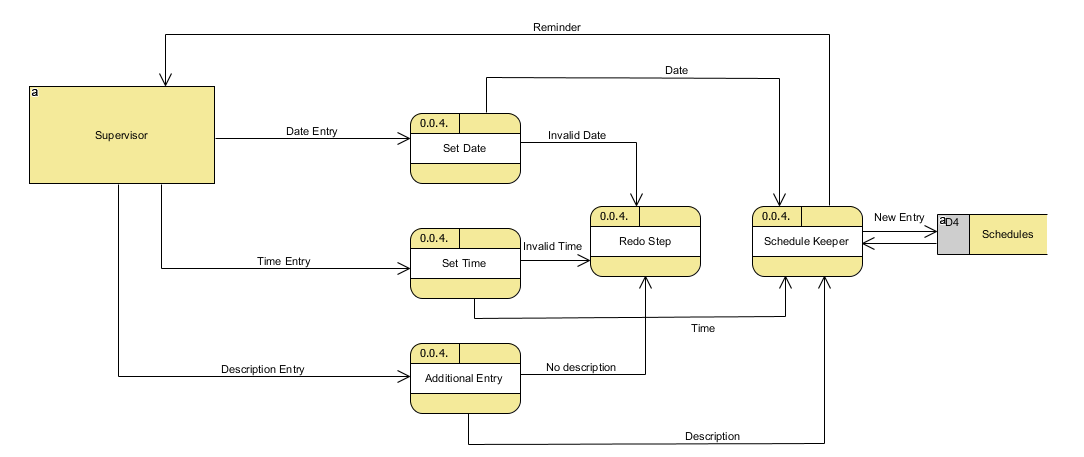 Reminder
Date
a
Supervisor
Date Entry
0.0.4.
Set Date
Invalid Date
0.0.4.
Redo Step
0.0.4.
Schedule Keeper
New Entry
a
D4
Schedules
0.0.4.
Set Time
Invalid Time
Time Entry
Time
0.0.4.
Additional Entry
No description
Description Entry
Description